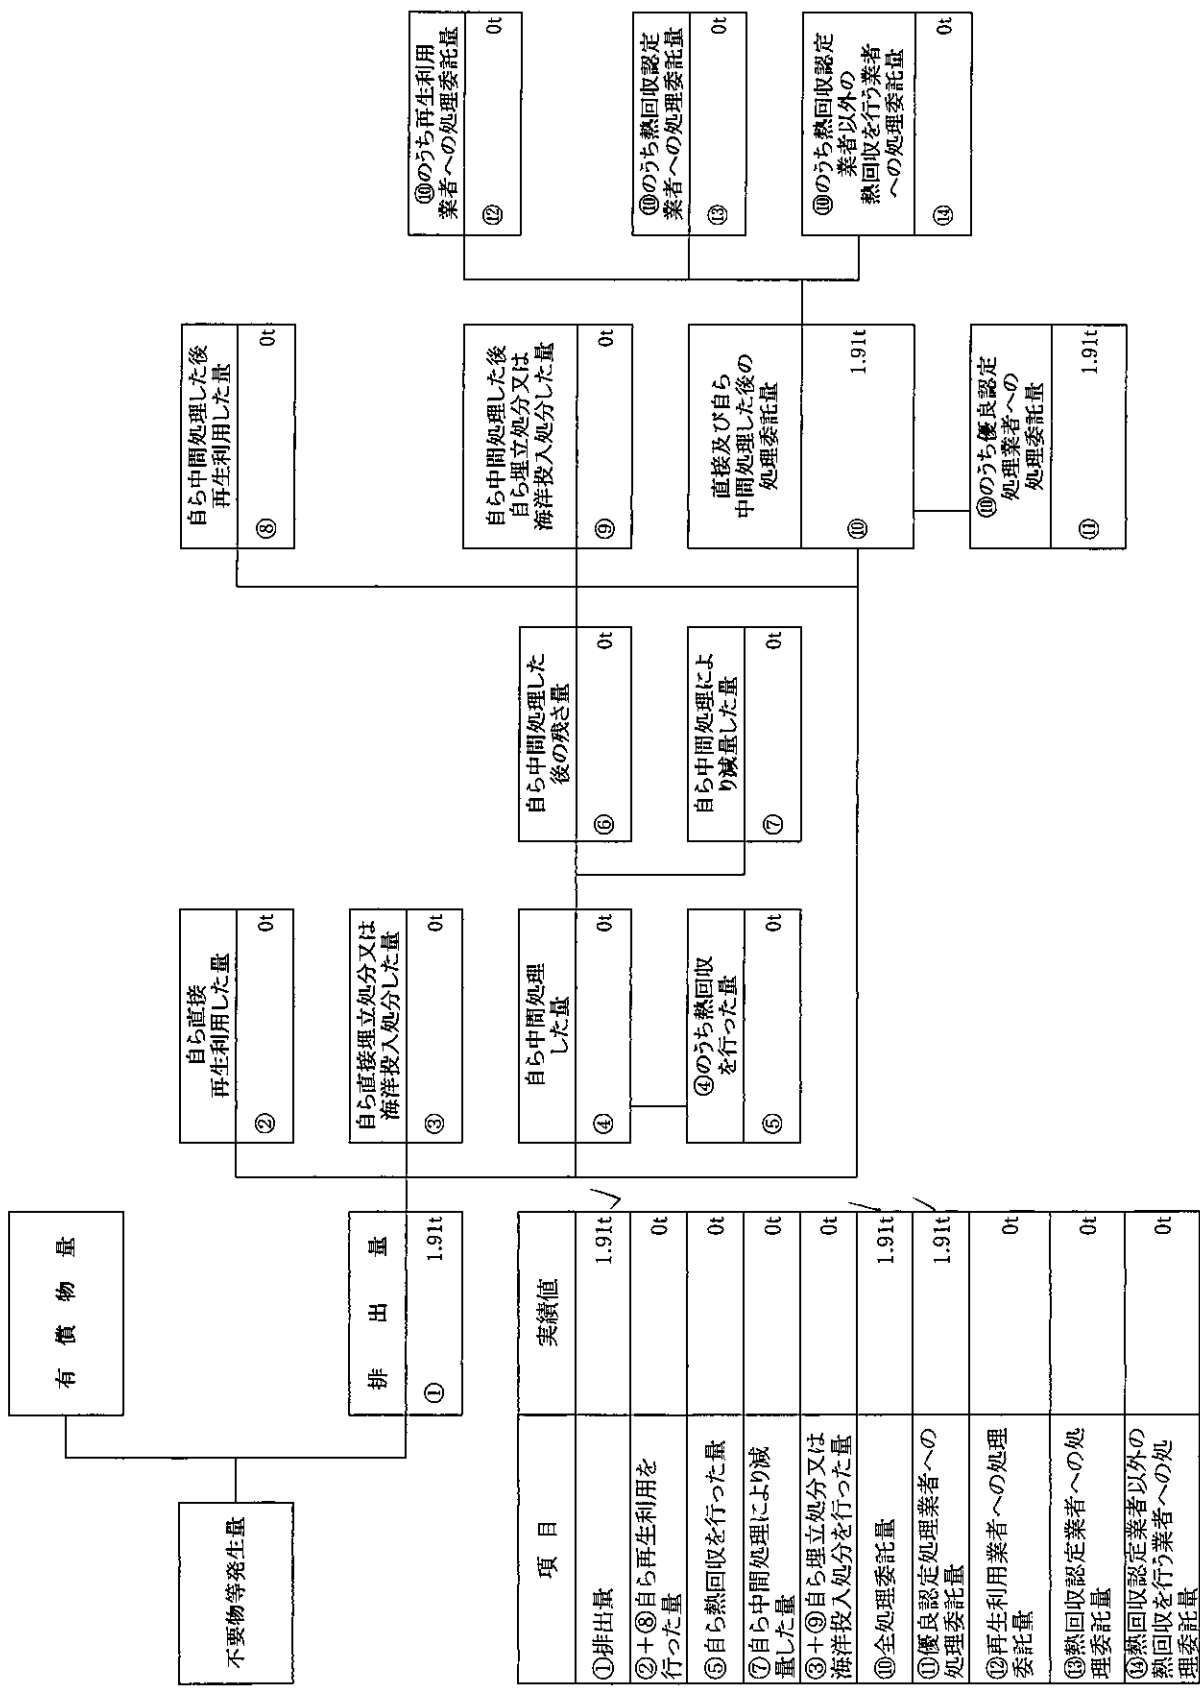 不要物等発生量
有 償 物 量
排 出 量
① 1.91t
自ら直接
再生利用した量
② 0t
自ら直接埋立処分又は
海洋投入処分した量
③ 0t
自ら中間処理
した量
④ 0t
④のうち熱回収
を行った量
⑤ 0t
自ら中間処理した
後の残さ量
⑥ 0t
自ら中間処理によ
り減量した量
⑦ 0t
自ら中間処理した後
再生利用した量
⑧ 0t
自ら中間処理した後
自ら埋立処分又は
海洋投入処分した量
⑨ 0t
直接及び自ら
中間処理した後の
処理委託量
⑩ 1.91t
⑩のうち優良認定
処理業者への
処理委託量
⑪ 1.91t
⑩のうち再生利用
業者への処理委託量
⑫ 0t
⑩のうち熱回収認定
業者への処理委託量
⑬ 0t
⑩のうち熱回収認定
業者以外の
熱回収を行う業者
への処理委託量
⑭ 0t
項 目 実績値
①排出量 1.91t
②+⑧自ら再生利用を
行った量 0t
⑤自ら熱回収を行った量 0t
⑦自ら中間処理により減
量した量 0t
③+⑨自ら埋立処分又は
海洋投入処分を行った量 0t
⑩全処理委託量 1.91t
⑪優良認定処理業者への
処理委託量 1.91t
⑫再生利用業者への処理
委託量 0t
⑬熱回収認定業者への処
理委託量 0t
⑭熱回収認定業者以外の
熱回収を行う業者への処
理委託量 0t